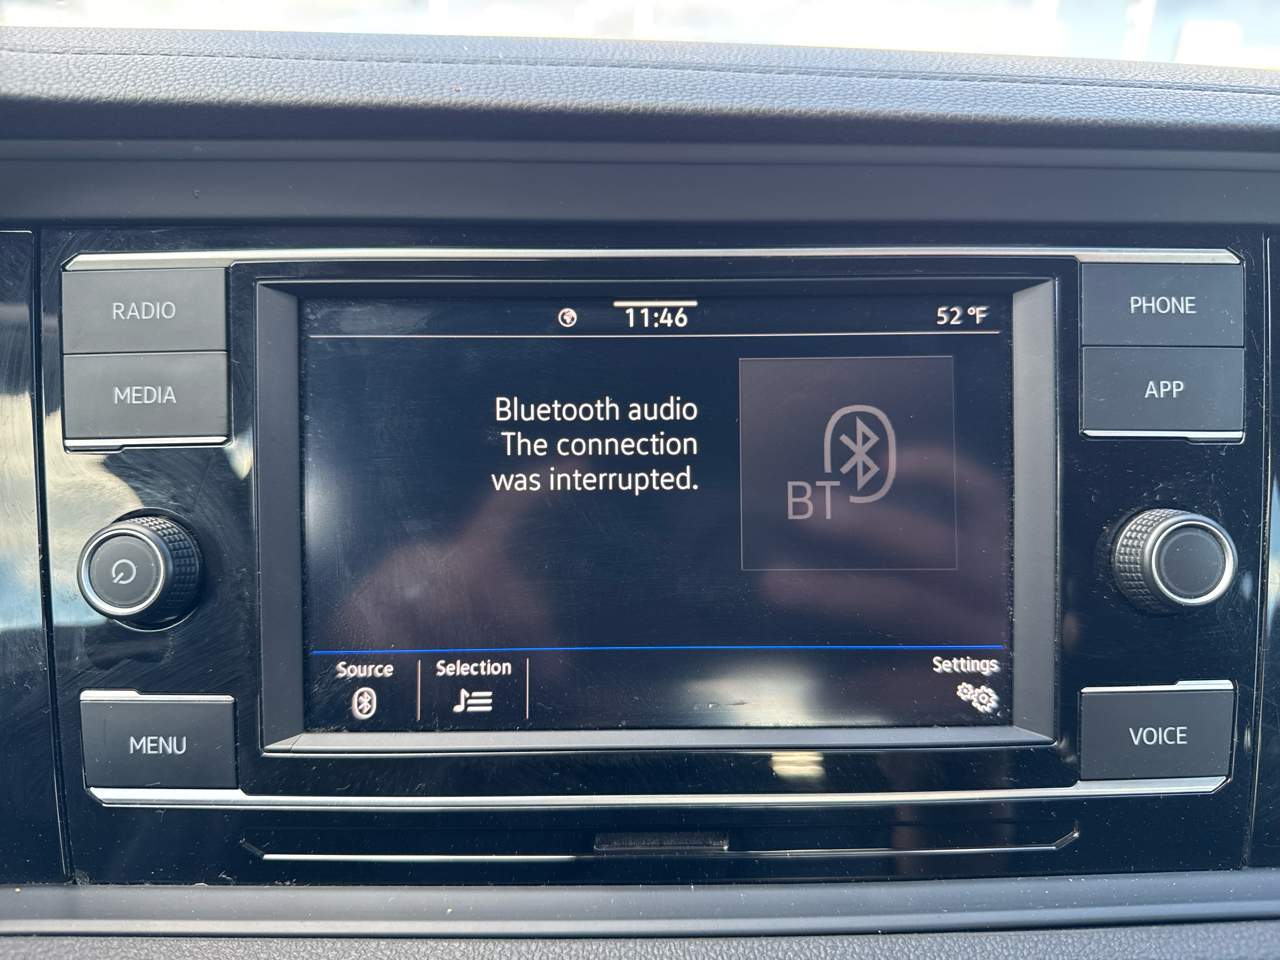 RADIO
MEDIA
MENU
11:46
52 °F
Bluetooth audio
The connection
was interrupted.
BT
Source
Selection
Settings
PHONE
APP
VOICE